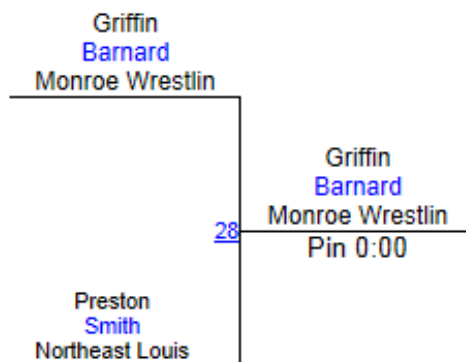 Griffin
Barnard
Monroe Wrestlin
Griffin
Barnard
Monroe Wrestlin
28
Pin 0:00
Preston
Smith
Northeast Louis